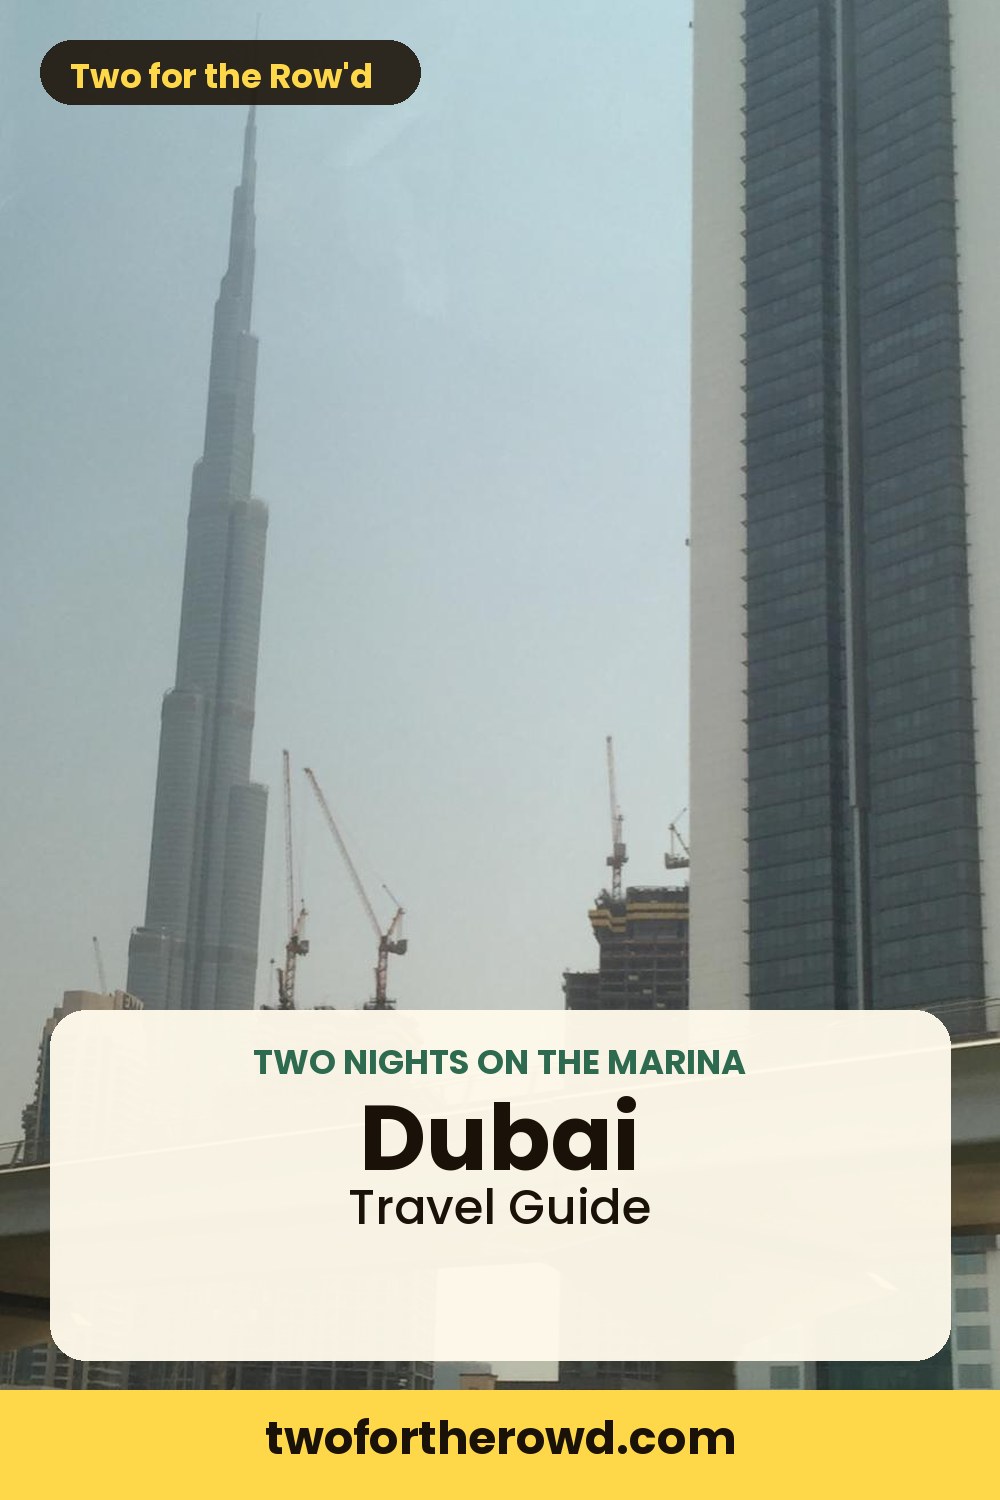 Two for the Row'd
TWO NIGHTS ON THE MARINA
Dubai
Travel Guide
twofortherowd.com